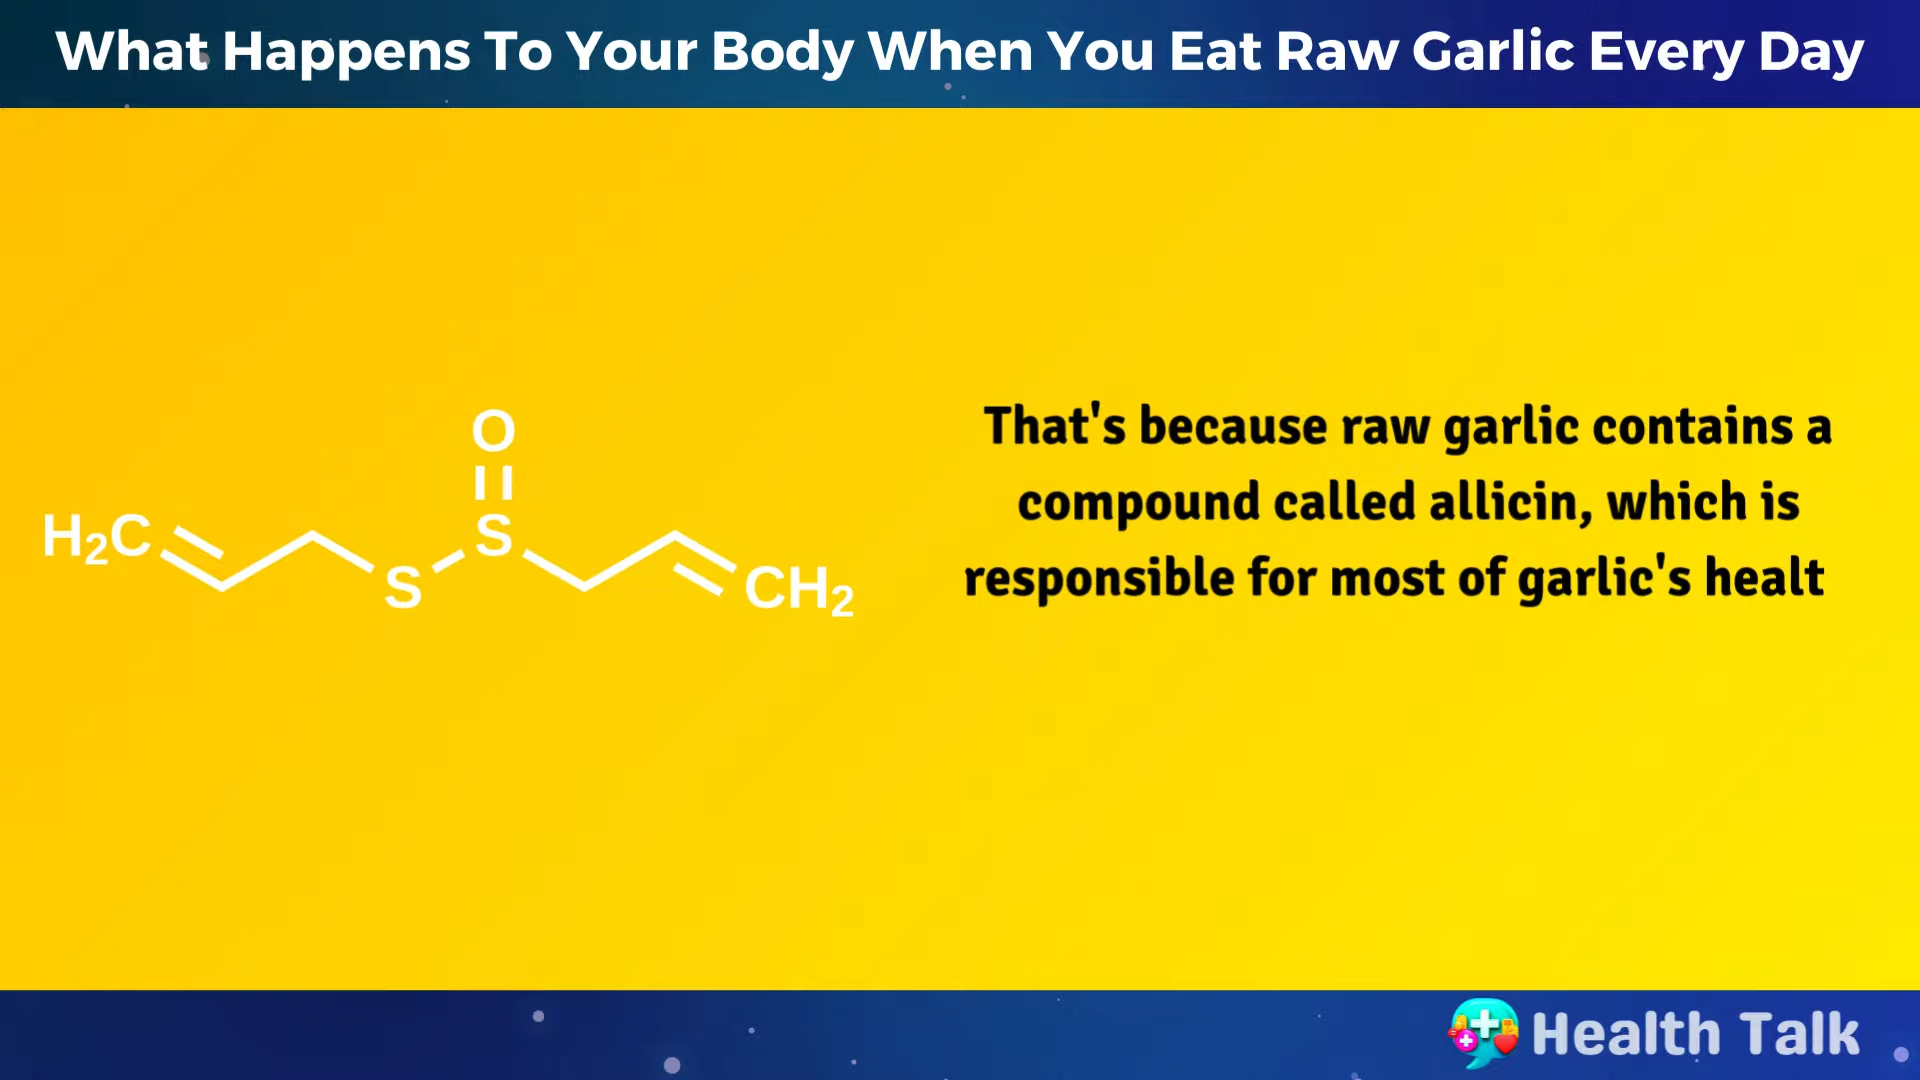 What Happens To Your Body When You Eat Raw Garlic Every Day
O
S
H₂C
S
CH₂
That's because raw garlic contains a
compound called allicin, which is
responsible for most of garlic's healt
Health Talk